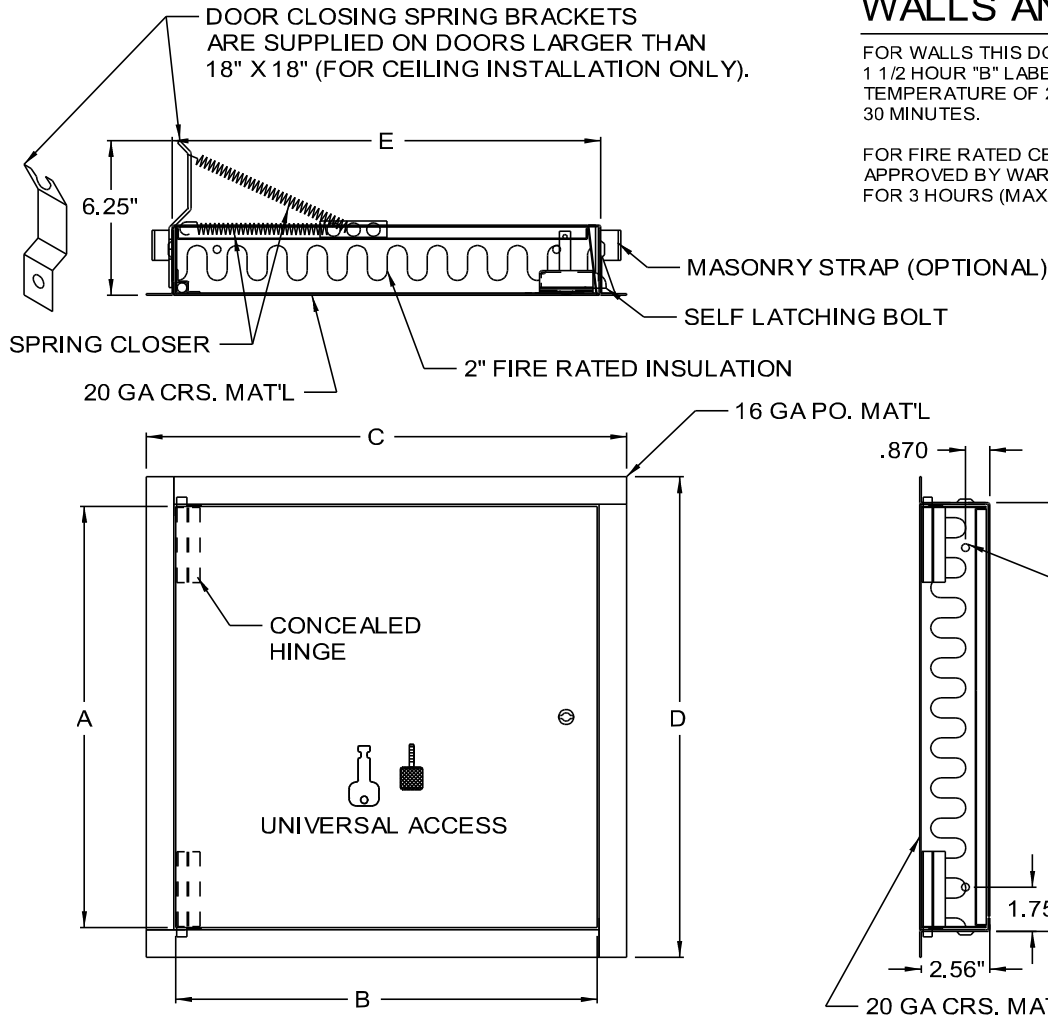 DOOR CLOSING SPRING BRACKETS
ARE SUPPLIED ON DOORS LARGER THAN
18" X 18" (FOR CEILING INSTALLATION ONLY).
WALLS AN
FOR WALLS THIS DO
1 1/2 HOUR "B" LABE
TEMPERATURE OF 2
30 MINUTES.
FOR FIRE RATED CE
APPROVED BY WAR
FOR 3 HOURS (MAX
E
6.25"
MASONRY STRAP (OPTIONAL)
SELF LATCHING BOLT
SPRING CLOSER
2" FIRE RATED INSULATION
20 GA CRS. MAT'L
16 GA PO. MAT'L
C
.870
CONCEALED
HINGE
A
D
UNIVERSAL ACCESS
1.75
2.56"
B
20 GA CRS. MAT